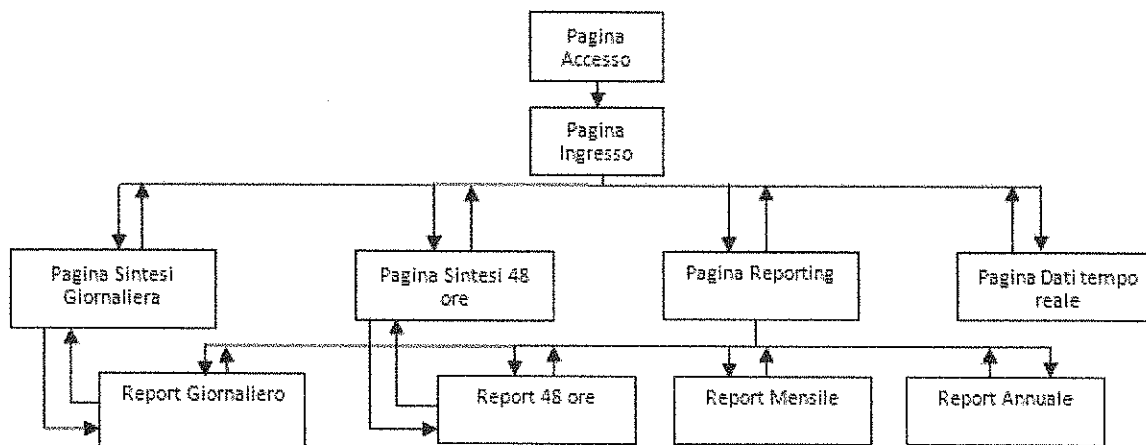 Pagina
Accesso
Pagina
Ingresso
Pagina Sintesi
Giornaliera
Pagina Sintesi 48
ore
Pagina Reporting
Pagina Dati tempo
reale
Report Giornaliero
Report 48 ore
Report Mensile
Report Annuale